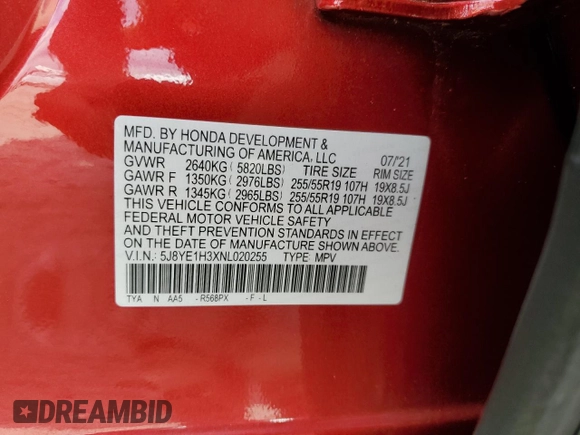 MFD. BY HONDA DEVELOPMENT &
MANUFACTURING OF AMERICA, LLC 07/'21
GVWR 2640KG (5820LBS) TIRE SIZE RIM SIZE
GAWR F 1350KG (2976LBS) 255/55R19 107H 19X8.5J
GAWR R 1345KG (2965LBS) 255/55R19 107H 19X8.5J
THIS VEHICLE CONFORMS TO ALL APPLICABLE
FEDERAL MOTOR VEHICLE SAFETY
AND THEFT PREVENTION STANDARDS IN EFFECT
ON THE DATE OF MANUFACTURE SHOWN ABOVE.
V.I.N.: 5J8YE1H3XNL020255 TYPE: MPV
TYA N AA5 - R568PX - F - L
DREAMBID